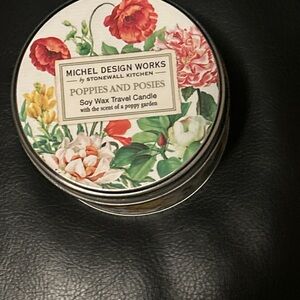 MICHEL DESIGN WORKS
by STONEWALL KITCHEN
POPPIES AND POSIES
Soy Wax Travel Candle
with the scent of a poppy garden